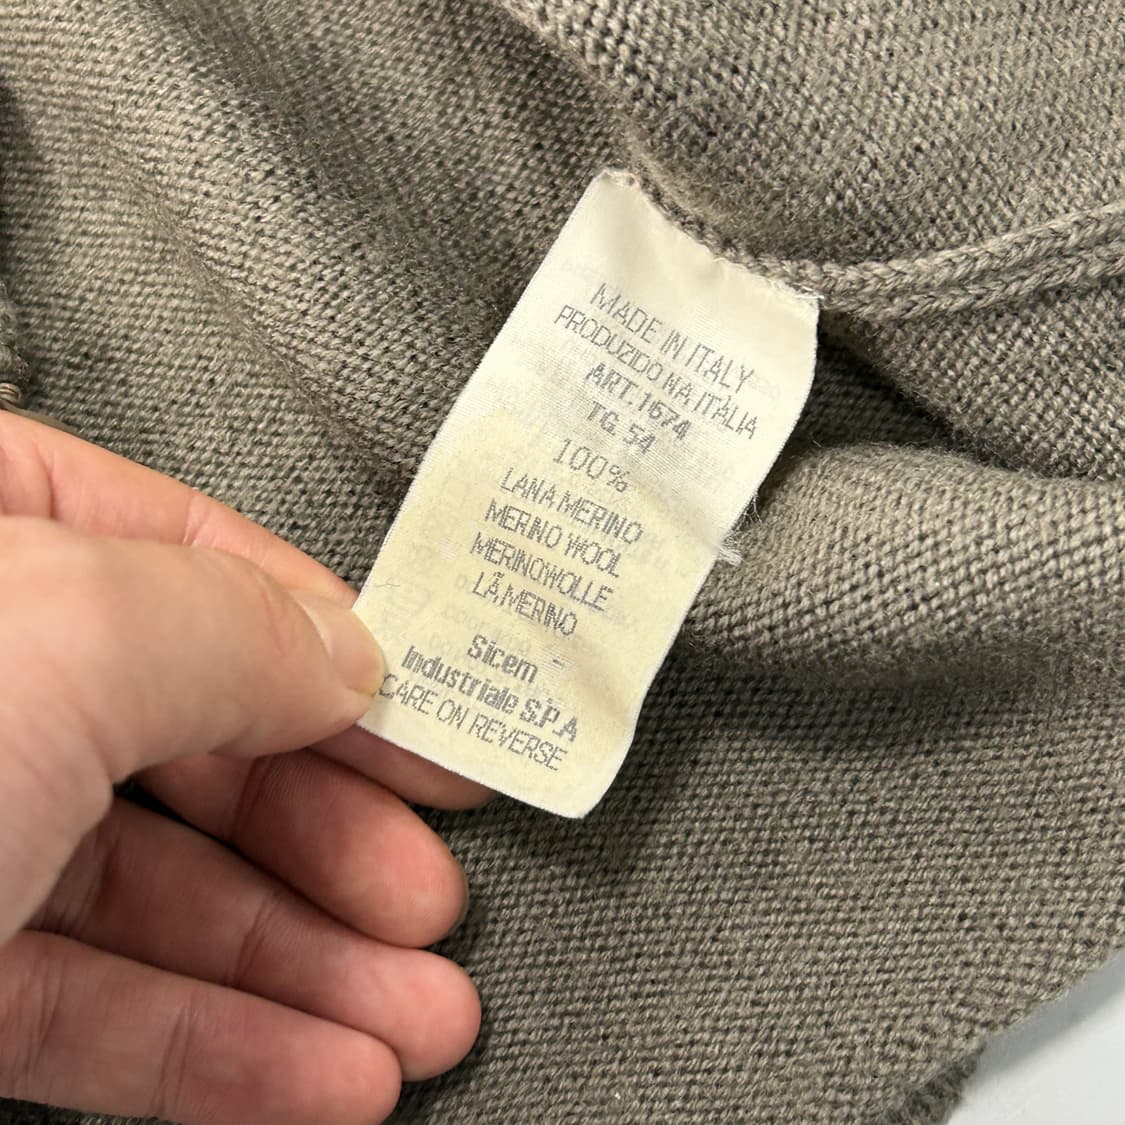 MADE IN ITALY
PRODUZIDO NA ITÁLIA
ART.1674
TG 54
100%
LANA MERINO
MERINO WOOL
MERINOWOLLE
LÃ MERINO
Sicem -
Industriale S.P.A
CARE ON REVERSE